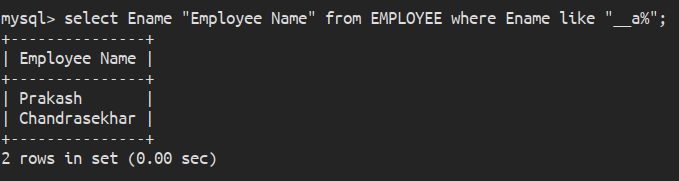 mysql> select Ename "Employee Name" from EMPLOYEE where Ename like "__a%";
+---------------+
| Employee Name |
+---------------+
| Prakash       |
| Chandrasekhar |
+---------------+
2 rows in set (0.00 sec)